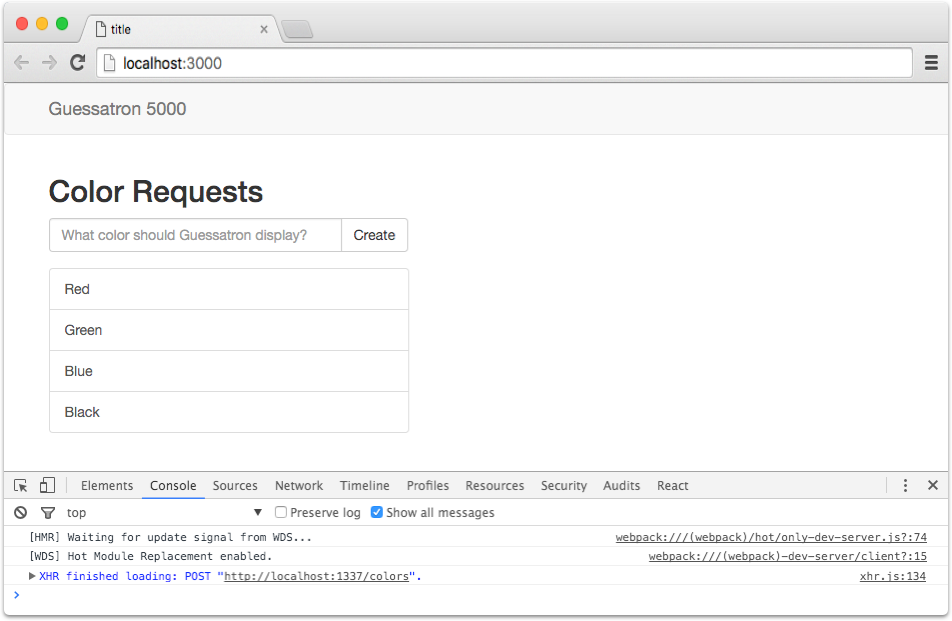 title
localhost:3000
Guessatron 5000
Color Requests
What color should Guessatron display? Create
Red
Green
Blue
Black
Elements Console Sources Network Timeline Profiles Resources Security Audits React
top Preserve log Show all messages
[HMR] Waiting for update signal from WDS... webpack:///(webpack)/hot/only-dev-server.js?:74
[WDS] Hot Module Replacement enabled. webpack:///(webpack)-dev-server/client?:15
XHR finished loading: POST "http://localhost:1337/colors". xhr.js:134